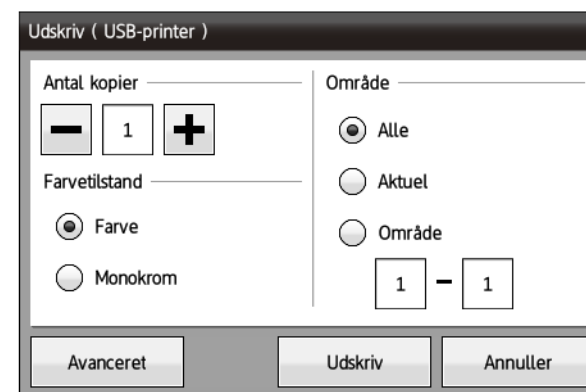 Udskriv ( USB-printer )
Antal kopier
1
Farvetilstand
Farve
Monokrom
Område
Alle
Aktuel
Område
1 - 1
Avanceret
Udskriv
Annuller